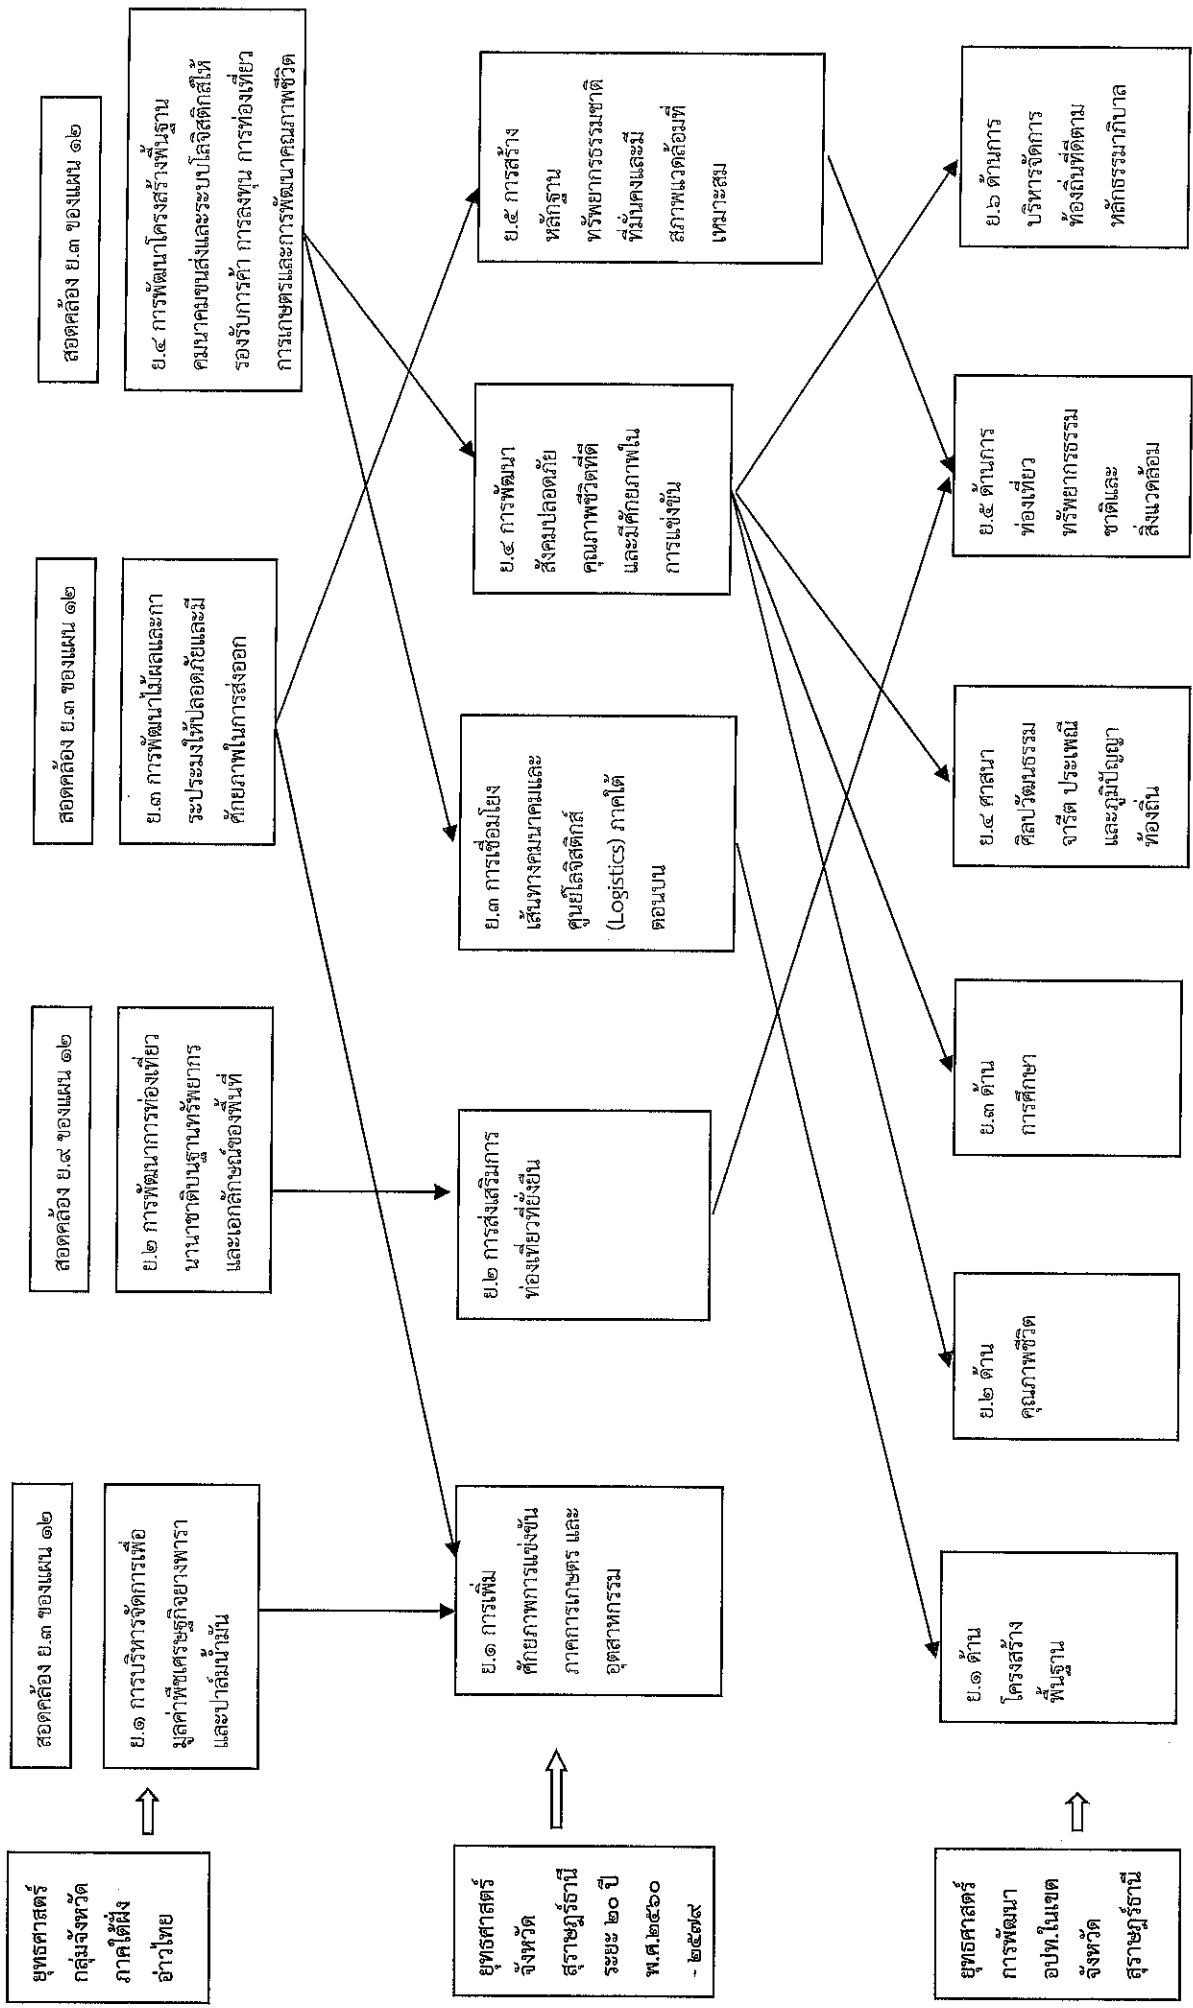 ยุทธศาสตร์
กลุ่มจังหวัด
ภาคใต้ฝั่ง
อ่าวไทย
สอดคล้อง ย.๓ ของแผน ๑๒
ย.๑ การบริหารจัดการเพื่อ
มูลค่าพืชเศรษฐกิจยางพารา
และปาล์มน้ำมัน
สอดคล้อง ย.๙ ของแผน ๑๒
ย.๒ การพัฒนาการท่องเที่ยว
นานาชาติบนฐานทรัพยากร
และเอกลักษณ์ของพื้นที่
สอดคล้อง ย.๓ ของแผน ๑๒
ย.๓ การพัฒนาไม้ผลและกา
ระประมงให้ปลอดภัยและมี
ศักยภาพในการส่งออก
สอดคล้อง ย.๓ ของแผน ๑๒
ย.๔ การพัฒนาโครงสร้างพื้นฐาน
คมนาคมขนส่งและระบบโลจิสติกส์ให้
รองรับการค้า การลงทุน การท่องเที่ยว
การเกษตรและการพัฒนาคุณภาพชีวิต
ยุทธศาสตร์
จังหวัด
สุราษฎร์ธานี
ระยะ ๒๐ ปี
พ.ศ.๒๕๖๐
- ๒๕๗๙
ย.๑ การเพิ่ม
ศักยภาพการแข่งขัน
ภาคการเกษตร และ
อุตสาหกรรม
ย.๒ การส่งเสริมการ
ท่องเที่ยวที่ยั่งยืน
ย.๓ การเชื่อมโยง
เส้นทางคมนาคมและ
ศูนย์โลจิสติกส์
(Logistics) ภาคใต้
ตอนบน
ย.๔ การพัฒนา
สังคมปลอดภัย
คุณภาพชีวิตที่ดี
และมีศักยภาพใน
การแข่งขัน
ย.๕ การสร้าง
หลักฐาน
ทรัพยากรธรรมชาติ
ที่มั่นคงและมี
สภาพแวดล้อมที่
เหมาะสม
ยุทธศาสตร์
การพัฒนา
อปท.ในเขต
จังหวัด
สุราษฎร์ธานี
ย.๑ ด้าน
โครงสร้าง
พื้นฐาน
ย.๒ ด้าน
คุณภาพชีวิต
ย.๓ ด้าน
การศึกษา
ย.๔ ศาสนา
ศิลปวัฒนธรรม
จารีต ประเพณี
และภูมิปัญญา
ท้องถิ่น
ย.๕ ด้านการ
ท่องเที่ยว
ทรัพยากรธรรม
ชาติและ
สิ่งแวดล้อม
ย.๖ ด้านการ
บริหารจัดการ
ท้องถิ่นที่ดีตาม
หลักธรรมาภิบาล